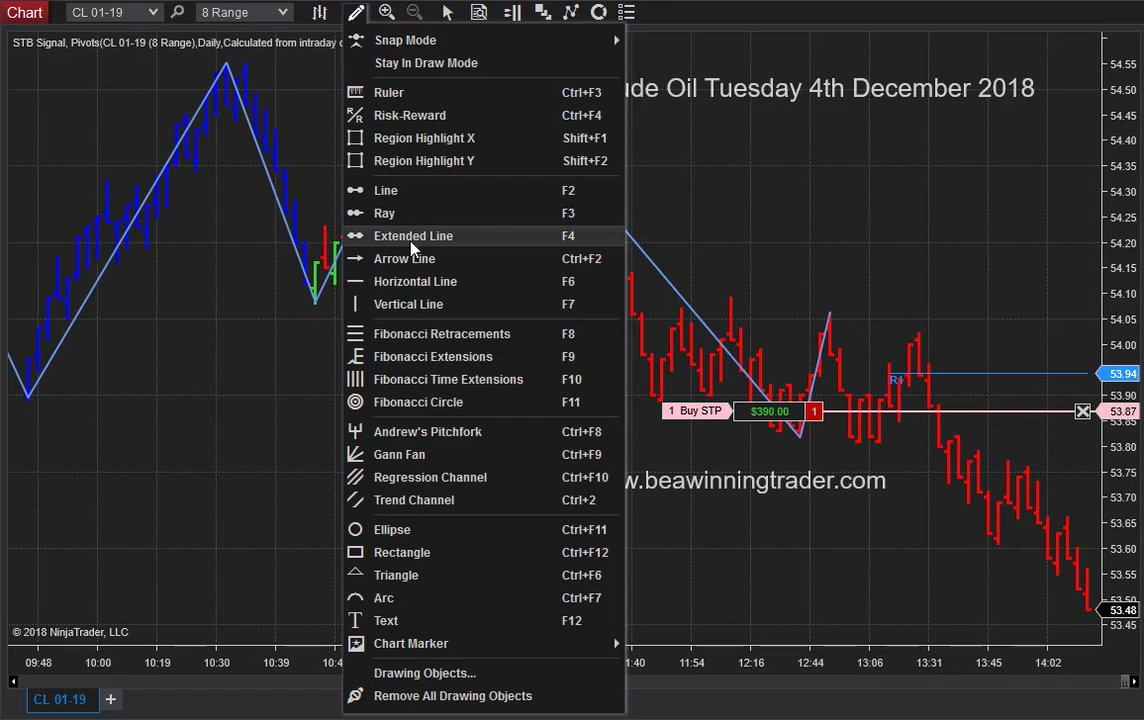 Chart CL 01-19 8 Range
STB Signal, Pivots(CL 01-19 (8 Range),Daily,Calculated from intraday
ude Oil Tuesday 4th December 2018
Snap Mode
Stay In Draw Mode
Ruler Ctrl+F3
Risk-Reward Ctrl+F4
Region Highlight X Shift+F1
Region Highlight Y Shift+F2
Line F2
Ray F3
Extended Line F4
Arrow Line Ctrl+F2
Horizontal Line F6
Vertical Line F7
Fibonacci Retracements F8
Fibonacci Extensions F9
Fibonacci Time Extensions F10
Fibonacci Circle F11
Andrew's Pitchfork Ctrl+F8
Gann Fan Ctrl+F9
Regression Channel Ctrl+F10
Trend Channel Ctrl+2
Ellipse Ctrl+F11
Rectangle Ctrl+F12
Triangle Ctrl+F6
Arc Ctrl+F7
Text F12
Chart Marker
Drawing Objects...
Remove All Drawing Objects
1 Buy STP $390.00 1
w.beawinningtrader.com
54.55
54.50
54.45
54.40
54.35
54.30
54.25
54.20
54.15
54.10
54.05
54.00
53.94
53.90
53.87
53.85
53.80
53.75
53.70
53.65
53.60
53.55
53.50
53.48
53.45
© 2018 NinjaTrader, LLC
09:48 10:00 10:19 10:30 10:39 10:4 1:40 11:54 12:16 12:44 13:06 13:31 13:45 14:02
CL 01-19 +